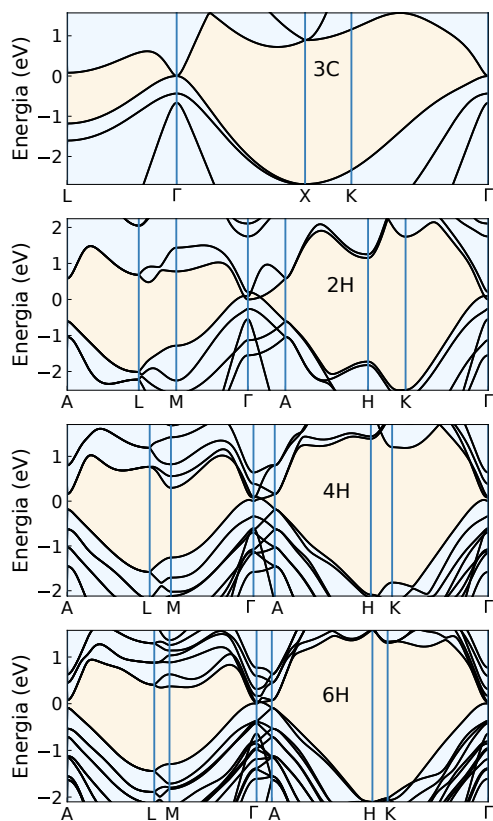 Energia (eV)
1
0
−1
−2
3C
L Γ X K Γ
Energia (eV)
2
1
0
−1
−2
2H
A L M Γ A H K Γ
Energia (eV)
1
0
−1
−2
4H
A L M Γ A H K Γ
Energia (eV)
1
0
−1
−2
6H
A L M Γ A H K Γ